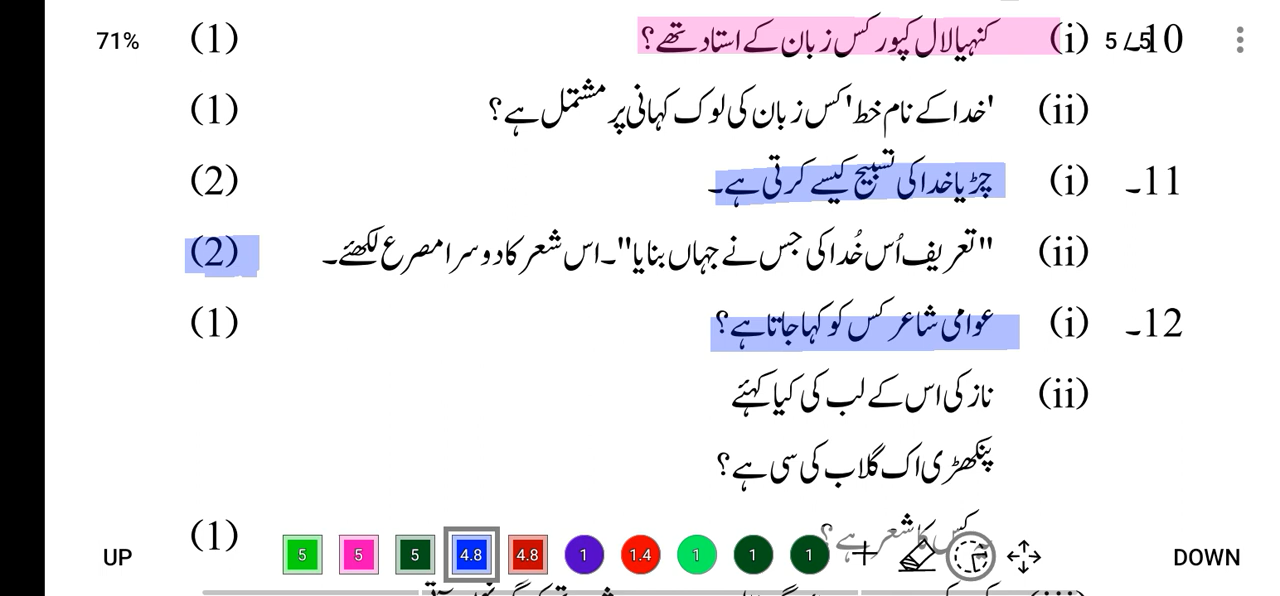 71% (1) کنہیالال کپور کس زبان کے استاد تھے؟ (i) 5 / 5 10۔
(1) 'خدا کے نام خط' کس زبان کی لوک کہانی پر مشتمل ہے؟ (ii)
(2) چڑیا خدا کی تسبیح کیسے کرتی ہے۔ (i) 11۔
(2) "تعریف اُس خُدا کی جس نے جہاں بنایا"۔ اس شعر کا دوسرا مصرع لکھئے۔ (ii)
(1) عوامی شاعر کس کو کہا جاتا ہے؟ (i) 12۔
ناز کی اس کے لب کی کیا کہئے (ii)
پنکھڑی اک گلاب کی سی ہے؟
(1) کس کا شعر ہے؟
UP 5 5 5 4.8 4.8 1 1.4 1 1 1 DOWN